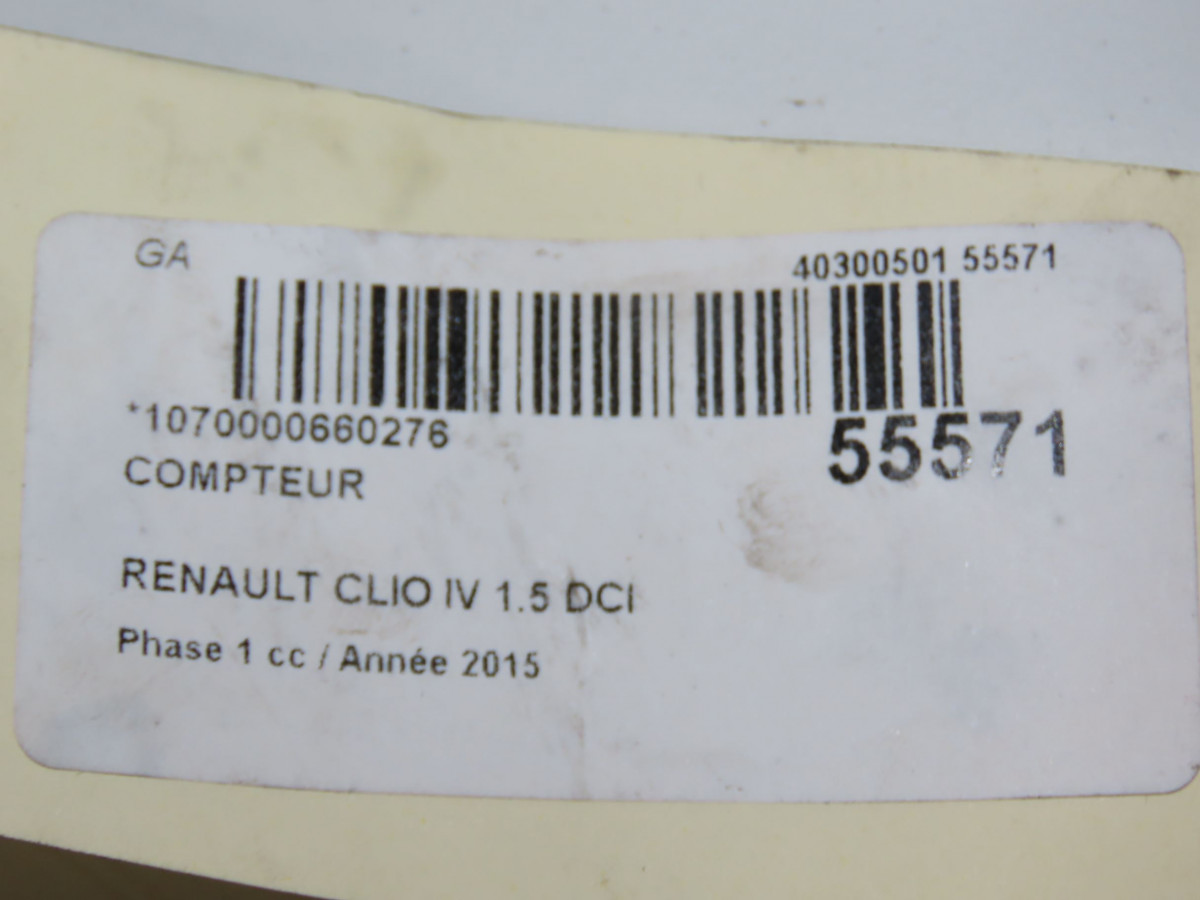 GA
40300501 55571
*1070000660276
55571
COMPTEUR
RENAULT CLIO IV 1.5 DCI
Phase 1 cc / Année 2015